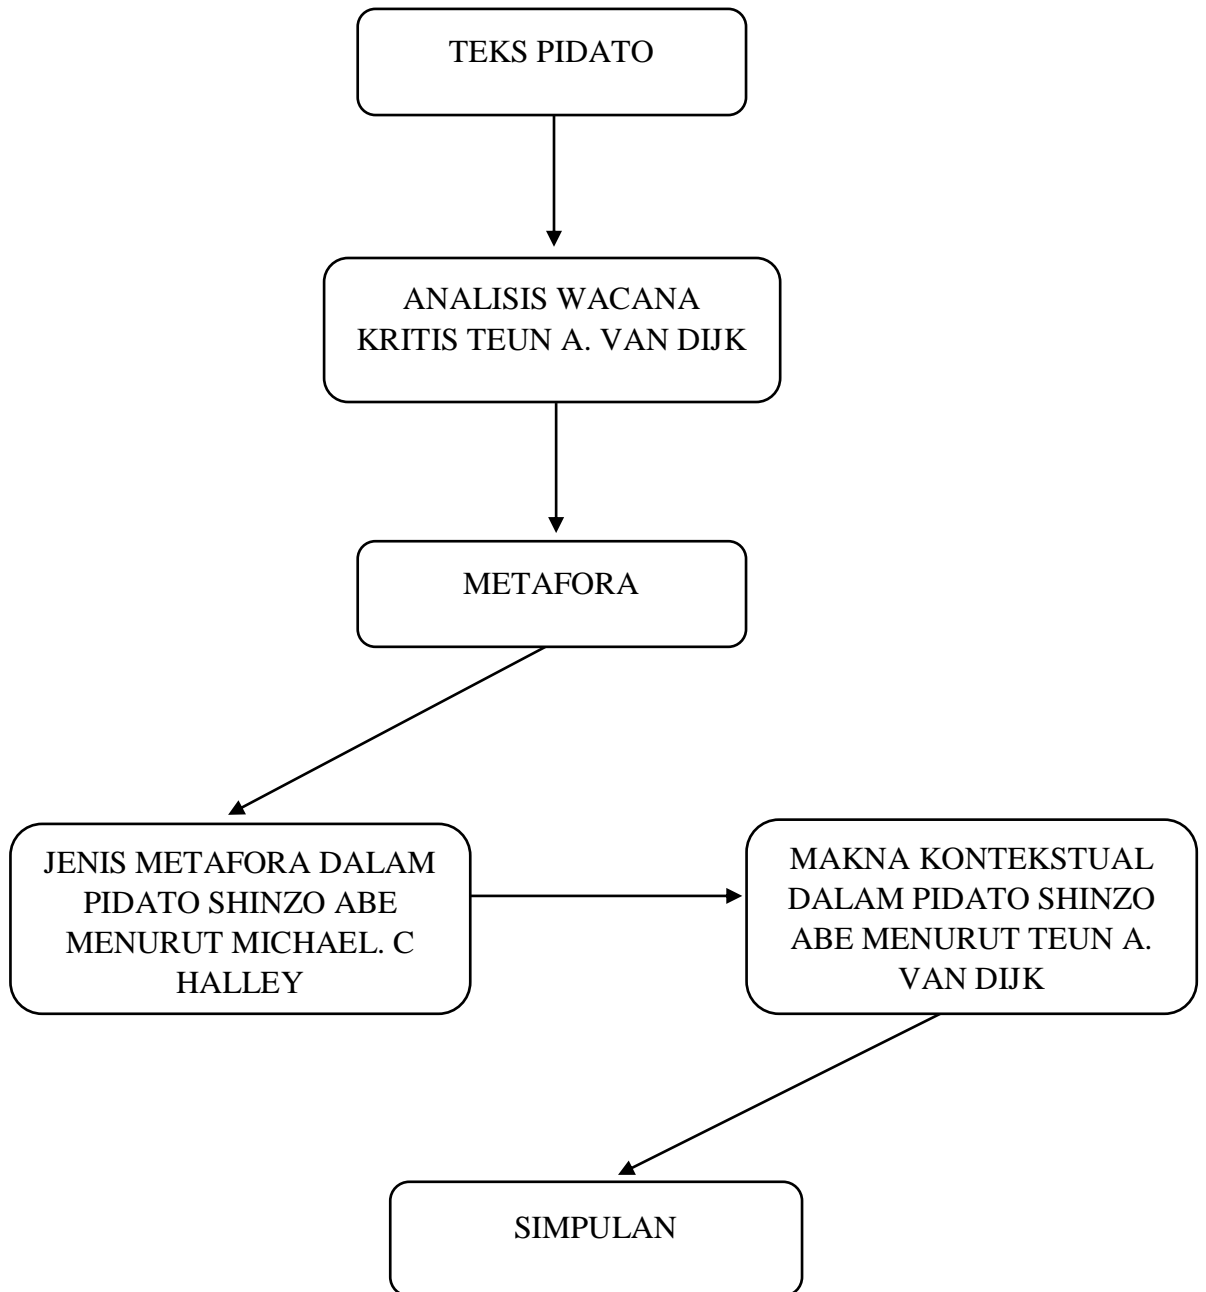 TEKS PIDATO
ANALISIS WACANA
KRITIS TEUN A. VAN DIJK
METAFORA
JENIS METAFORA DALAM
PIDATO SHINZO ABE
MENURUT MICHAEL. C
HALLEY
MAKNA KONTEKSTUAL
DALAM PIDATO SHINZO
ABE MENURUT TEUN A.
VAN DIJK
SIMPULAN